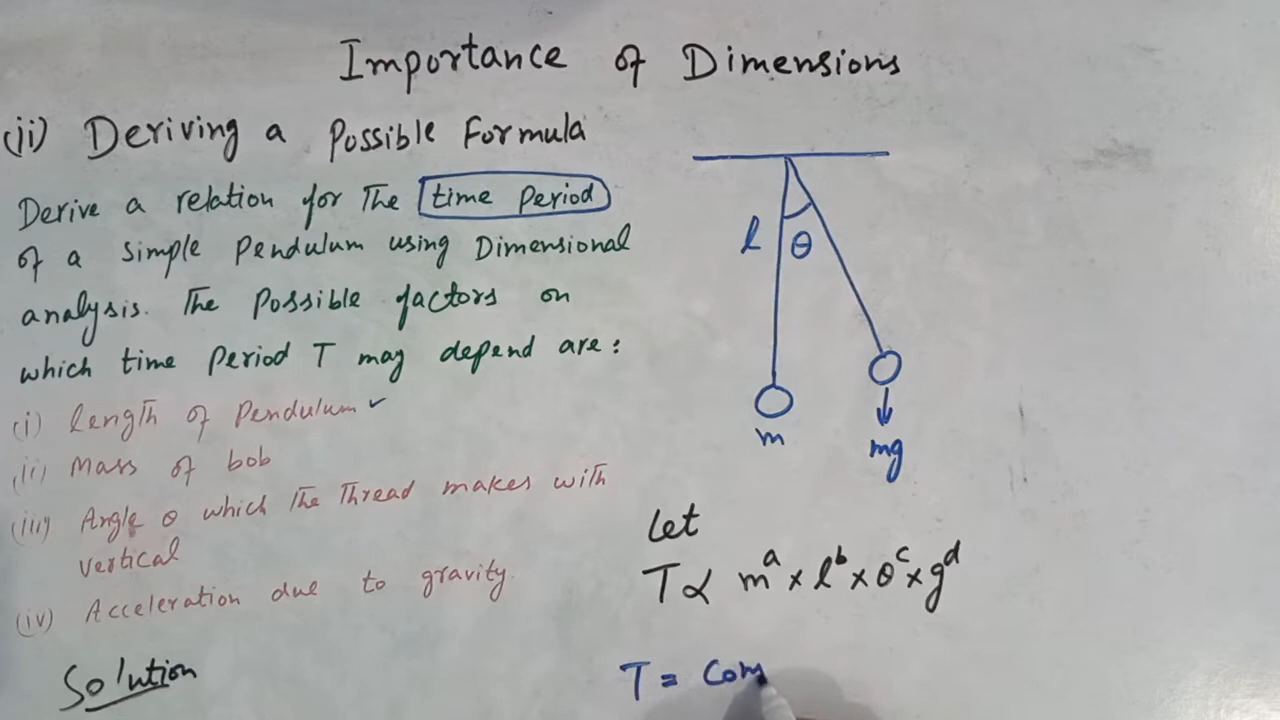 Importance of Dimensions
(ii) Deriving a Possible Formula
Derive a relation for The time Period
of a Simple Pendulum using Dimensional
analysis. The Possible factors on
which time Period T may depend are:
(i) Length of Pendulum ✓
(ii) Mass of bob
(iii) Angle θ which The Thread makes with
vertical
(iv) Acceleration due to gravity.
Solution
l θ
m
mg
Let
T ∝ m^a × l^b × θ^c × g^d
T = Con